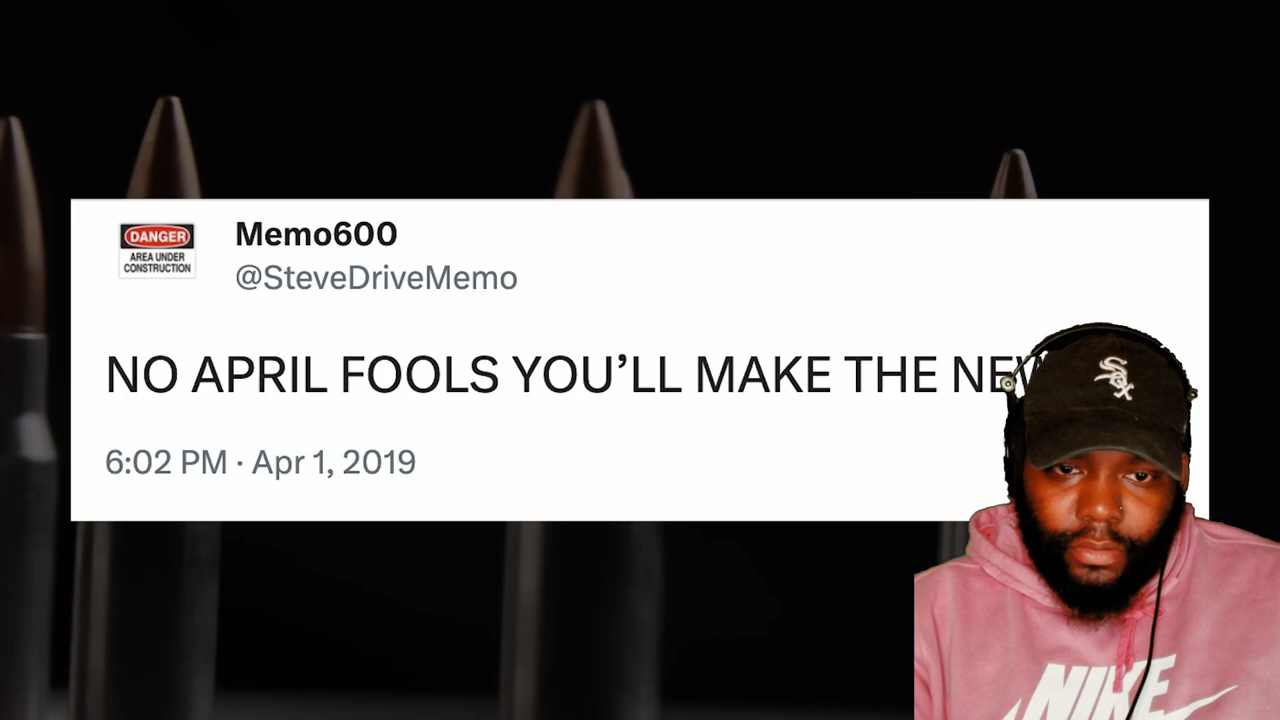 DANGER
AREA UNDER
CONSTRUCTION
Memo600
@SteveDriveMemo
NO APRIL FOOLS YOU’LL MAKE THE
6:02 PM · Apr 1, 2019
Sox
NIKE